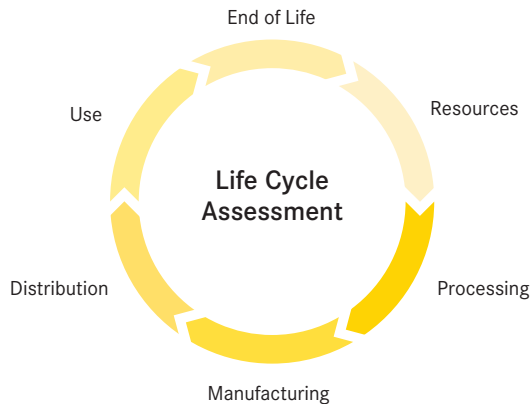 End of Life
Use
Resources
Life Cycle
Assessment
Distribution
Processing
Manufacturing